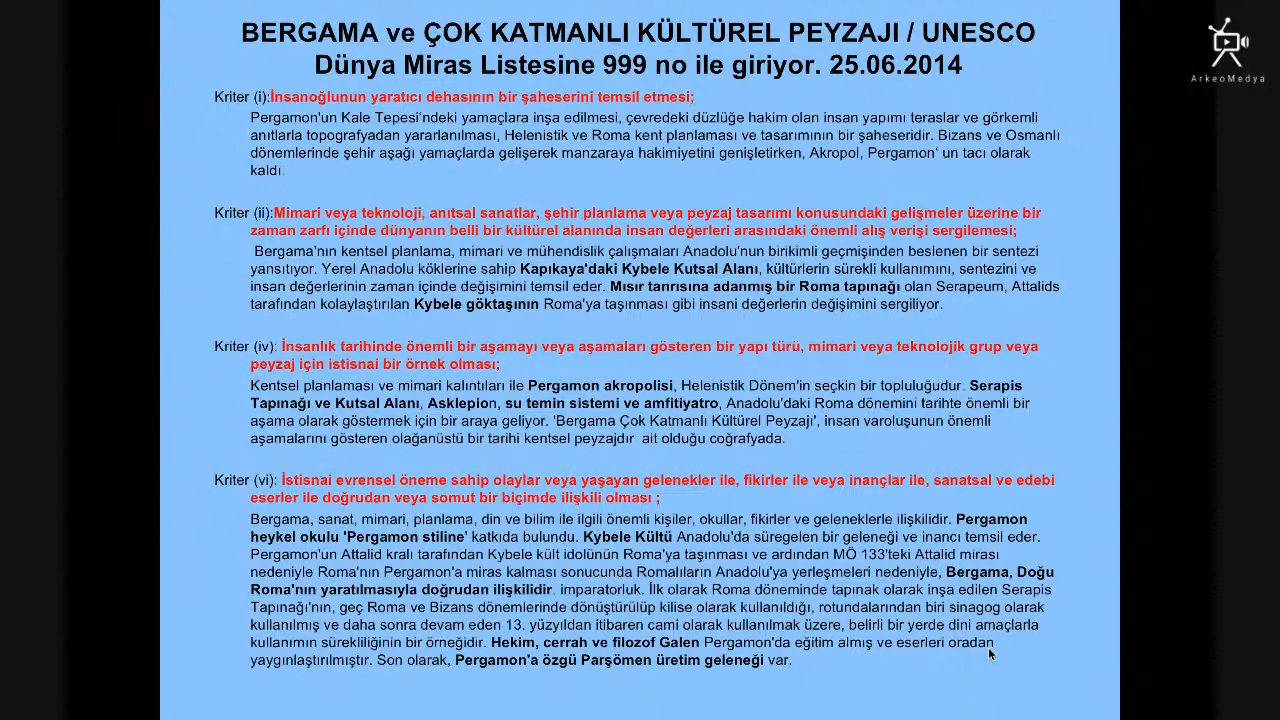 BERGAMA ve ÇOK KATMANLI KÜLTÜREL PEYZAJI / UNESCO
Dünya Miras Listesine 999 no ile giriyor. 25.06.2014
ArkeoMedya
Kriter (i):İnsanoğlunun yaratıcı dehasının bir şaheserini temsil etmesi;
Pergamon'un Kale Tepesi'ndeki yamaçlara inşa edilmesi, çevredeki düzlüğe hakim olan insan yapımı teraslar ve görkemli
anıtlarla topografyadan yararlanılması, Helenistik ve Roma kent planlaması ve tasarımının bir şaheseridir. Bizans ve Osmanlı
dönemlerinde şehir aşağı yamaçlarda gelişerek manzaraya hakimiyetini genişletirken, Akropol, Pergamon' un tacı olarak
kaldı.
Kriter (ii):Mimari veya teknoloji, anıtsal sanatlar, şehir planlama veya peyzaj tasarımı konusundaki gelişmeler üzerine bir
zaman zarfı içinde dünyanın belli bir kültürel alanında insan değerleri arasındaki önemli alış verişi sergilemesi;
Bergama'nın kentsel planlama, mimari ve mühendislik çalışmaları Anadolu'nun birikimli geçmişinden beslenen bir sentezi
yansıtıyor. Yerel Anadolu köklerine sahip Kapıkaya'daki Kybele Kutsal Alanı, kültürlerin sürekli kullanımını, sentezini ve
insan değerlerinin zaman içinde değişimini temsil eder. Mısır tanrısına adanmış bir Roma tapınağı olan Serapeum, Attalids
tarafından kolaylaştırılan Kybele göktaşının Roma'ya taşınması gibi insani değerlerin değişimini sergiliyor.
Kriter (iv): İnsanlık tarihinde önemli bir aşamayı veya aşamaları gösteren bir yapı türü, mimari veya teknolojik grup veya
peyzaj için istisnai bir örnek olması;
Kentsel planlaması ve mimari kalıntıları ile Pergamon akropolisi, Helenistik Dönem'in seçkin bir topluluğudur. Serapis
Tapınağı ve Kutsal Alanı, Asklepion, su temin sistemi ve amfitiyatro, Anadolu'daki Roma dönemini tarihte önemli bir
aşama olarak göstermek için bir araya geliyor. 'Bergama Çok Katmanlı Kültürel Peyzajı', insan varoluşunun önemli
aşamalarını gösteren olağanüstü bir tarihi kentsel peyzajdır ait olduğu coğrafyada.
Kriter (vi): İstisnai evrensel öneme sahip olaylar veya yaşayan gelenekler ile, fikirler ile veya inançlar ile, sanatsal ve edebi
eserler ile doğrudan veya somut bir biçimde ilişkili olması ;
Bergama, sanat, mimari, planlama, din ve bilim ile ilgili önemli kişiler, okullar, fikirler ve geleneklerle ilişkilidir. Pergamon
heykel okulu 'Pergamon stiline' katkıda bulundu. Kybele Kültü Anadolu'da süregelen bir geleneği ve inancı temsil eder.
Pergamon'un Attalid kralı tarafından Kybele kült idolünün Roma'ya taşınması ve ardından MÖ 133'teki Attalid mirası
nedeniyle Roma'nın Pergamon'a miras kalması sonucunda Romalıların Anadolu'ya yerleşmeleri nedeniyle, Bergama, Doğu
Roma'nın yaratılmasıyla doğrudan ilişkilidir. imparatorluk. İlk olarak Roma döneminde tapınak olarak inşa edilen Serapis
Tapınağı'nın, geç Roma ve Bizans dönemlerinde dönüştürülüp kilise olarak kullanıldığı, rotundalarından biri sinagog olarak
kullanılmış ve daha sonra devam eden 13. yüzyıldan itibaren cami olarak kullanılmak üzere, belirli bir yerde dini amaçlarla
kullanımın sürekliliğinin bir örneğidir. Hekim, cerrah ve filozof Galen Pergamon'da eğitim almış ve eserleri oradan
yaygınlaştırılmıştır. Son olarak, Pergamon'a özgü Parşömen üretim geleneği var.